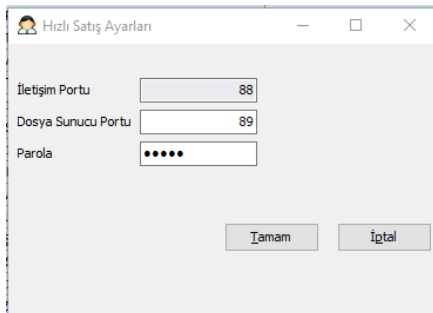 Hızlı Satış Ayarları
İletişim Portu 88
Dosya Sunucu Portu 89
Parola •••••
Tamam İptal